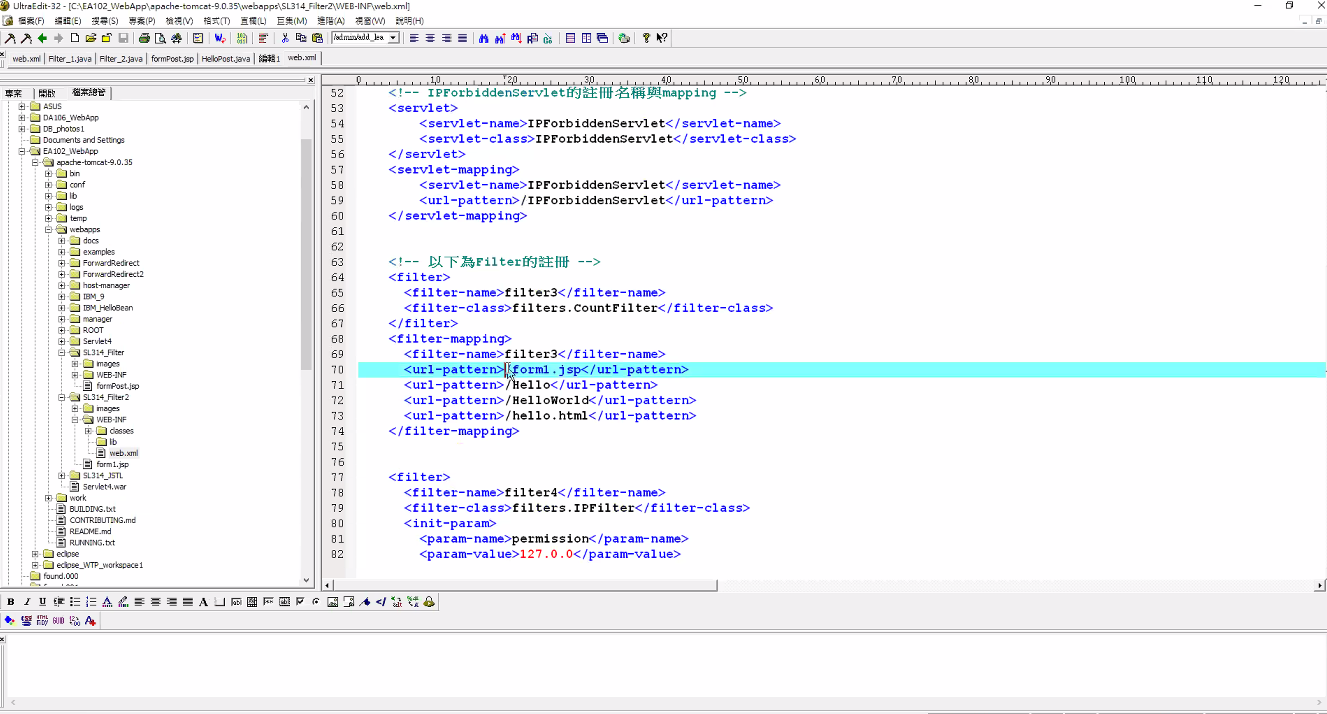 UltraEdit-32 - [C:\EA102_WebApp\apache-tomcat-9.0.35\webapps\SL314_Filter2\WEB-INF\web.xml]
檔案(F) 編輯(E) 搜尋(S) 專案(P) 檢視(V) 格式(T) 直欄(L) 巨集(M) 進階(A) 視窗(W) 說明(H)
/admin/add_lea
web.xml Filter_1.java Filter_2.java formPost.jsp HelloPost.java 編輯1 web.xml
專案 開啟 檔案總管
ASUS
DA106_WebApp
DB_photos1
Documents and Settings
EA102_WebApp
apache-tomcat-9.0.35
bin
conf
lib
logs
temp
webapps
docs
examples
ForwardRedirect
ForwardRedirect2
host-manager
IBM_9
IBM_HelloBean
manager
ROOT
Servlet4
SL314_Filter
images
WEB-INF
formPost.jsp
SL314_Filter2
images
WEB-INF
classes
lib
web.xml
form1.jsp
SL314_JSTL
Servlet4.war
work
BUILDING.txt
CONTRIBUTING.md
README.md
RUNNING.txt
eclipse
eclipse_WTP_workspace1
found.000
0 10 20 30 40 50 60 70 80 90 100 110 120
52 <!-- IPForbiddenServlet的註冊名稱與mapping -->
53 <servlet>
54 <servlet-name>IPForbiddenServlet</servlet-name>
55 <servlet-class>IPForbiddenServlet</servlet-class>
56 </servlet>
57 <servlet-mapping>
58 <servlet-name>IPForbiddenServlet</servlet-name>
59 <url-pattern>/IPForbiddenServlet</url-pattern>
60 </servlet-mapping>
61
62
63 <!-- 以下為Filter的註冊 -->
64 <filter>
65 <filter-name>filter3</filter-name>
66 <filter-class>filters.CountFilter</filter-class>
67 </filter>
68 <filter-mapping>
69 <filter-name>filter3</filter-name>
70 <url-pattern>/form1.jsp</url-pattern>
71 <url-pattern>/Hello</url-pattern>
72 <url-pattern>/HelloWorld</url-pattern>
73 <url-pattern>/hello.html</url-pattern>
74 </filter-mapping>
75
76
77 <filter>
78 <filter-name>filter4</filter-name>
79 <filter-class>filters.IPFilter</filter-class>
80 <init-param>
81 <param-name>permission</param-name>
82 <param-value>127.0.0</param-value>